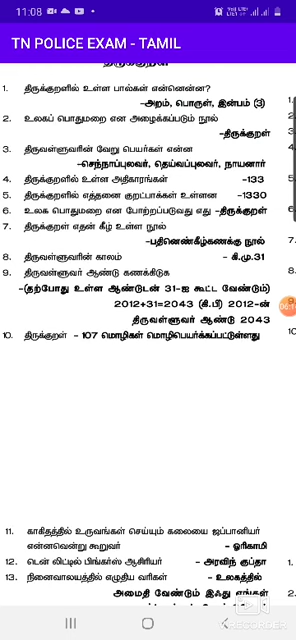 11:08
TN POLICE EXAM - TAMIL
திருக்குறள்
1. திருக்குறளில் உள்ள பால்கள் என்னென்ன?
–அறம், பொருள், இன்பம் (3)
2. உலகப் பொதுமறை என அழைக்கப்படும் நூல்
–திருக்குறள்
3. திருவள்ளுவரின் வேறு பெயர்கள் என்ன
–செந்நாப்புலவர், தெய்வப்புலவர், நாயனார்
4. திருக்குறளில் உள்ள அதிகாரங்கள் –133
5. திருக்குறளில் எத்தனை குறட்பாக்கள் உள்ளன –1330
6. உலக பொதுமறை என போற்றப்படுவது எது –திருக்குறள்
7. திருக்குறள் எதன் கீழ் உள்ள நூல்
–பதினெண்கீழ்கணக்கு நூல்
8. திருவள்ளுவரின் காலம் – கி.மு.31
9. திருவள்ளுவர் ஆண்டு கணக்கிடுக
–(தற்போது உள்ள ஆண்டுடன் 31-ஐ கூட்ட வேண்டும்)
2012+31=2043 (கி.பி) 2012-ன்
திருவள்ளுவர் ஆண்டு 2043
10. திருக்குறள் – 107 மொழிகள் மொழிபெயர்க்கப்பட்டுள்ளது
11. காகிதத்தில் உருவங்கள் செய்யும் கலையை ஜப்பானியர்
என்னவென்று கூறுவர் – ஓரிகாமி
12. டென் லிட்டில் பிங்கர்ஸ் ஆசிரியர் – அரவிந் குப்தா
13. நினைவாலயத்தில் எழுதிய வரிகள் – உலகத்தில்
அமைதி வேண்டும் இஃது எங்கள்